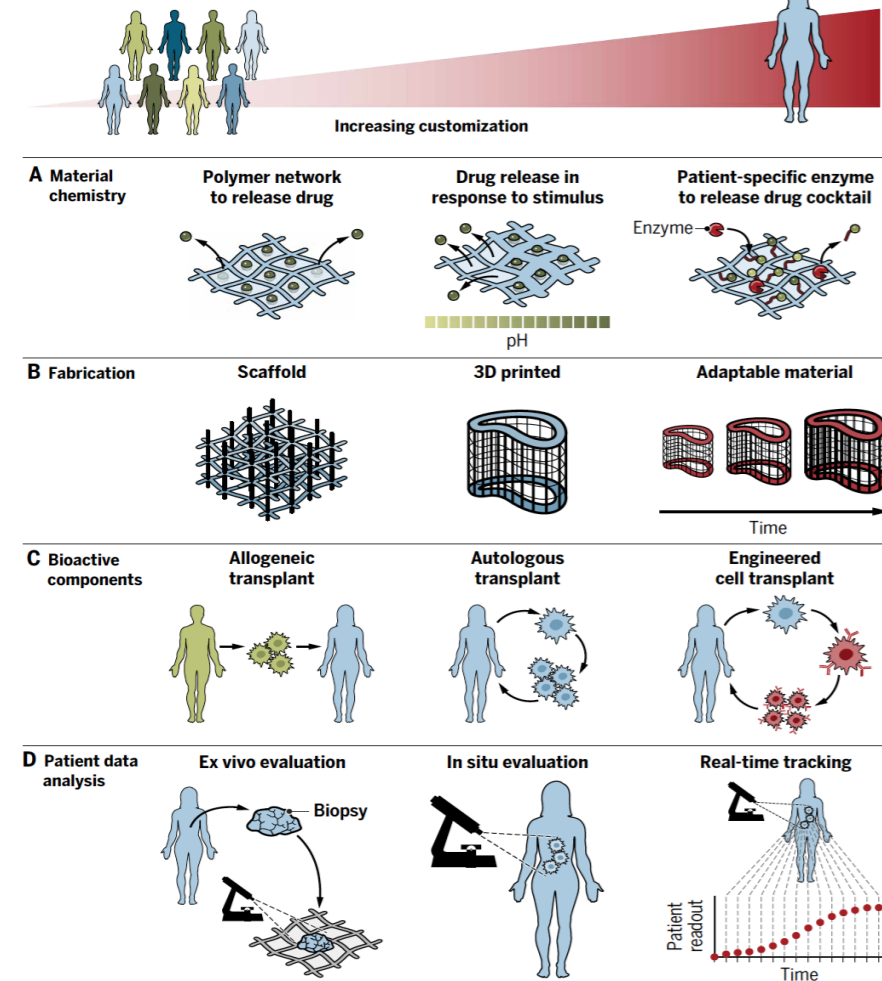 Increasing customization
A Material
chemistry
Polymer network
to release drug
Drug release in
response to stimulus
Patient-specific enzyme
to release drug cocktail
Enzyme
pH
B Fabrication
Scaffold
3D printed
Adaptable material
Time
C Bioactive
components
Allogeneic
transplant
Autologous
transplant
Engineered
cell transplant
D Patient data
analysis
Ex vivo evaluation
In situ evaluation
Real-time tracking
Biopsy
Patient
readout
Time